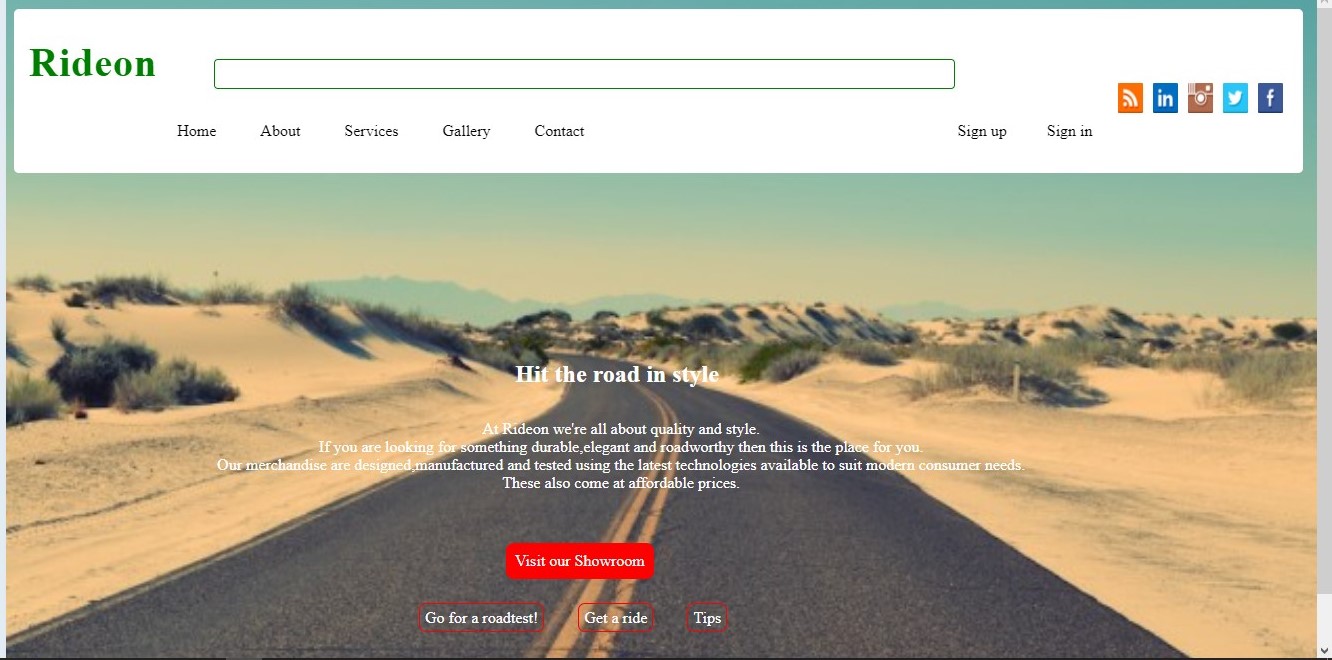 Rideon
Home About Services Gallery Contact Sign up Sign in
Hit the road in style
At Rideon we're all about quality and style.
If you are looking for something durable,elegant and roadworthy then this is the place for you.
Our merchandise are designed,manufactured and tested using the latest technologies available to suit modern consumer needs.
These also come at affordable prices.
Visit our Showroom
Go for a roadtest! Get a ride Tips